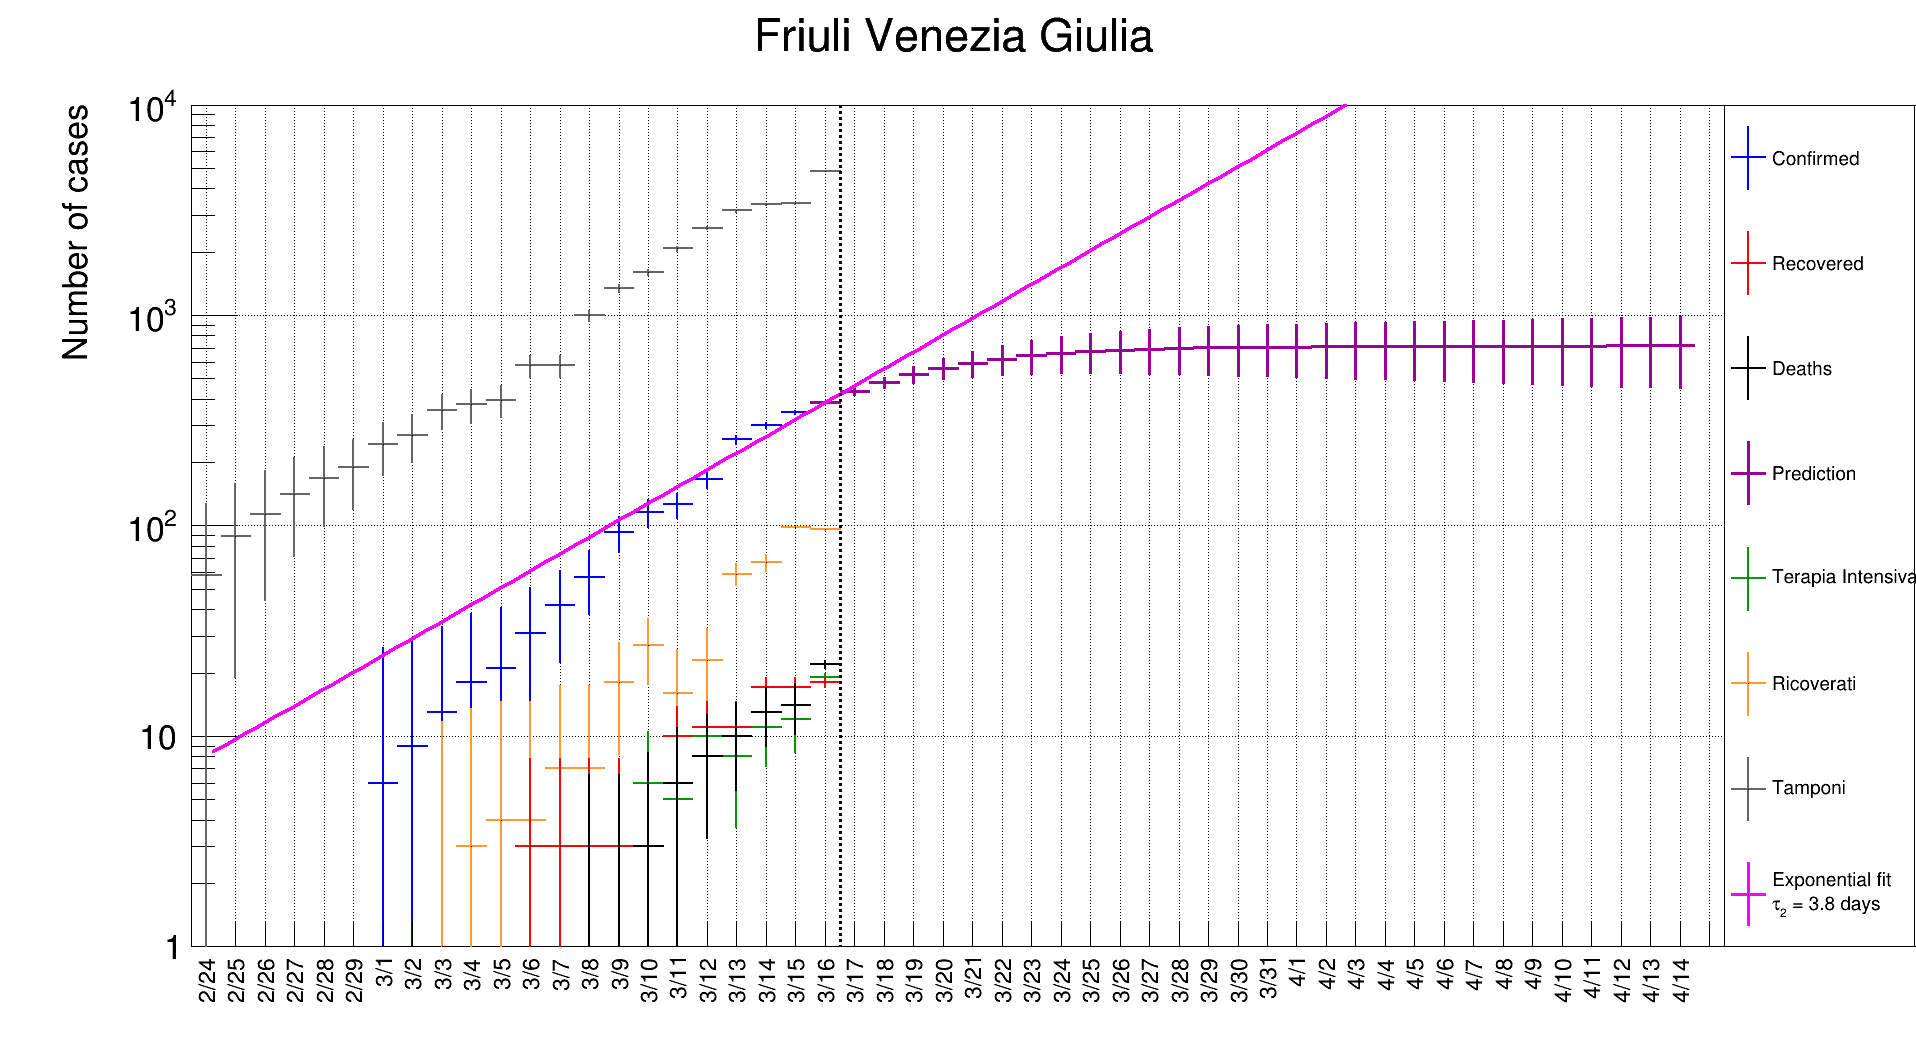 Friuli Venezia Giulia
Number of cases
10^4
10^3
10^2
10
1
2/24 2/25 2/26 2/27 2/28 2/29 3/1 3/2 3/3 3/4 3/5 3/6 3/7 3/8 3/9 3/10 3/11 3/12 3/13 3/14 3/15 3/16 3/17 3/18 3/19 3/20 3/21 3/22 3/23 3/24 3/25 3/26 3/27 3/28 3/29 3/30 3/31 4/1 4/2 4/3 4/4 4/5 4/6 4/7 4/8 4/9 4/10 4/11 4/12 4/13 4/14
Confirmed
Recovered
Deaths
Prediction
Terapia Intensiva
Ricoverati
Tamponi
Exponential fit
τ₂ = 3.8 days